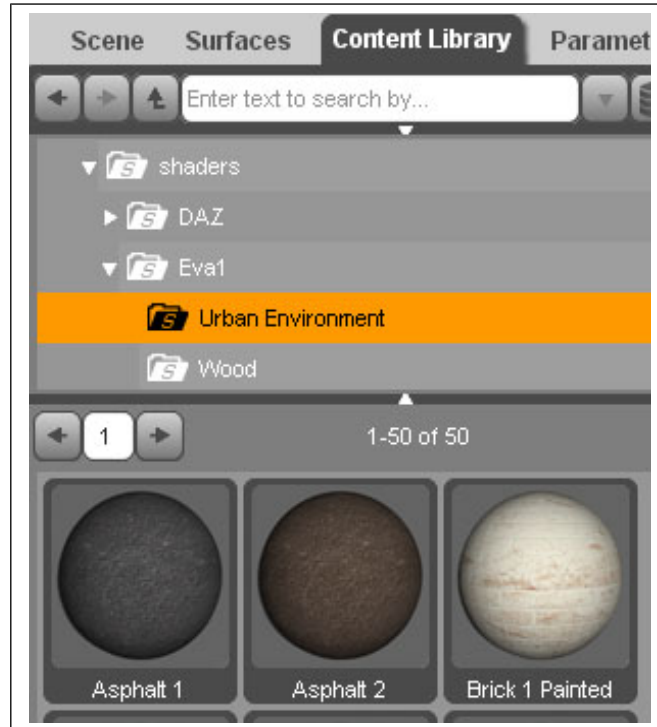 Scene Surfaces Content Library Paramet
Enter text to search by...
shaders
DAZ
Eva1
Urban Environment
Wood
1 1-50 of 50
Asphalt 1 Asphalt 2 Brick 1 Painted